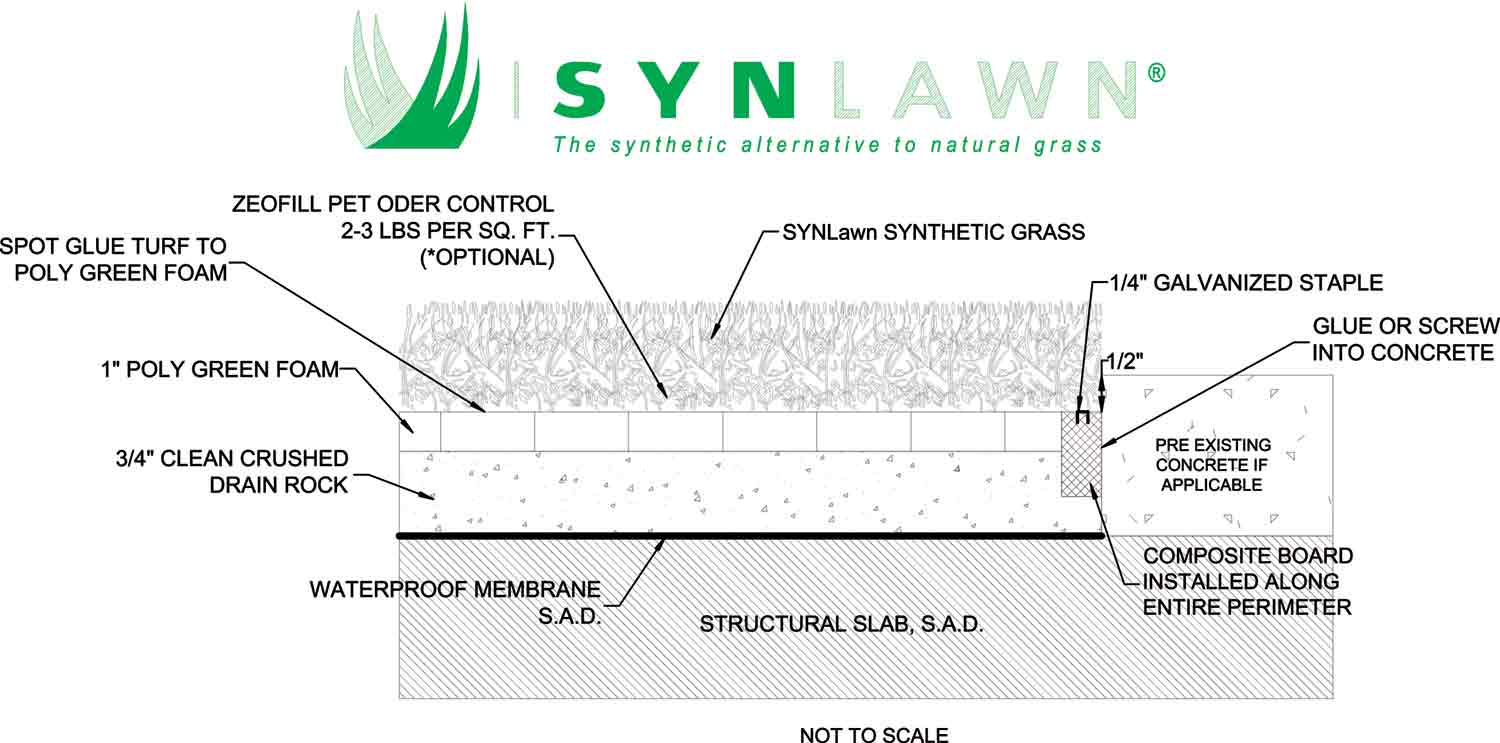 SYNLAWN®
The synthetic alternative to natural grass
ZEOFILL PET ODER CONTROL
2-3 LBS PER SQ. FT.
(*OPTIONAL)
SPOT GLUE TURF TO
POLY GREEN FOAM
SYNLawn SYNTHETIC GRASS
1/4" GALVANIZED STAPLE
GLUE OR SCREW
INTO CONCRETE
1/2"
1" POLY GREEN FOAM
3/4" CLEAN CRUSHED
DRAIN ROCK
PRE EXISTING
CONCRETE IF
APPLICABLE
WATERPROOF MEMBRANE
S.A.D.
COMPOSITE BOARD
INSTALLED ALONG
ENTIRE PERIMETER
STRUCTURAL SLAB, S.A.D.
NOT TO SCALE